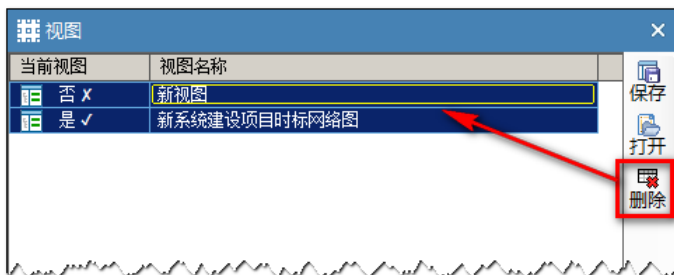 视图
当前视图 视图名称
否 ✗ 新视图
是 ✓ 新系统建设项目时标网络图
保存
打开
删除